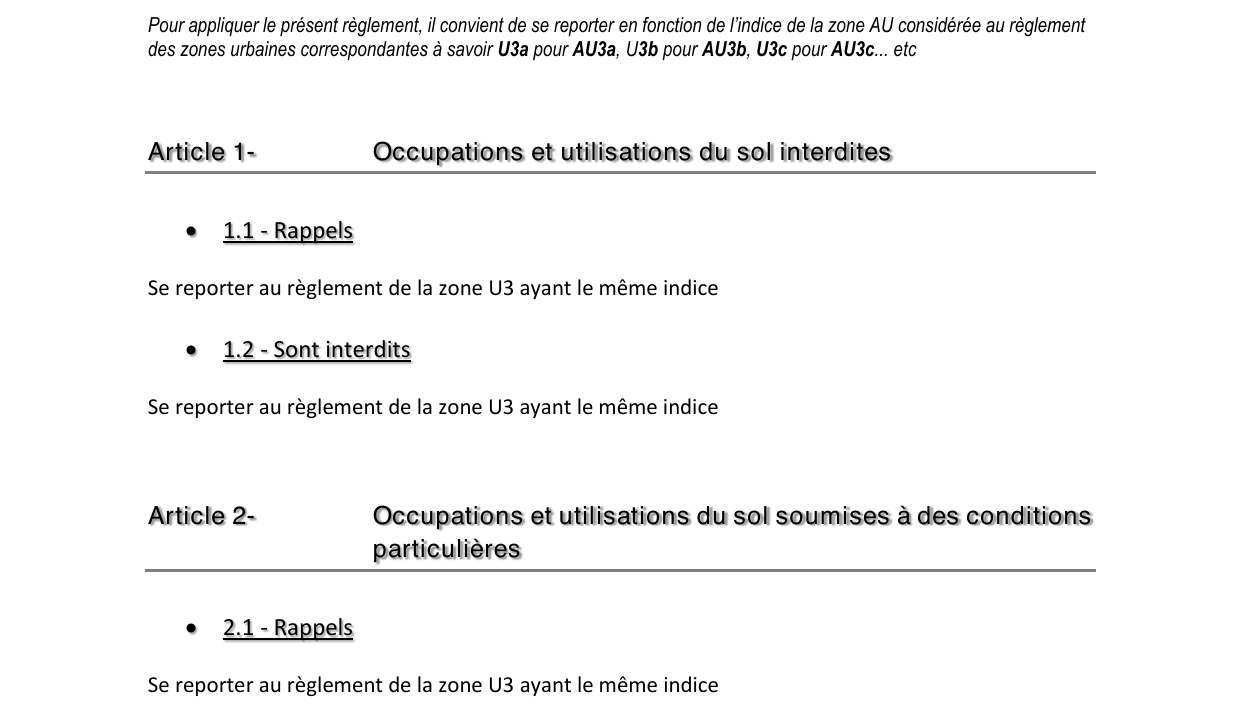 Pour appliquer le présent règlement, il convient de se reporter en fonction de l’indice de la zone AU considérée au règlement
des zones urbaines correspondantes à savoir U3a pour AU3a, U3b pour AU3b, U3c pour AU3c... etc
Article 1- Occupations et utilisations du sol interdites
• 1.1 - Rappels
Se reporter au règlement de la zone U3 ayant le même indice
• 1.2 - Sont interdits
Se reporter au règlement de la zone U3 ayant le même indice
Article 2- Occupations et utilisations du sol soumises à des conditions
particulières
• 2.1 - Rappels
Se reporter au règlement de la zone U3 ayant le même indice